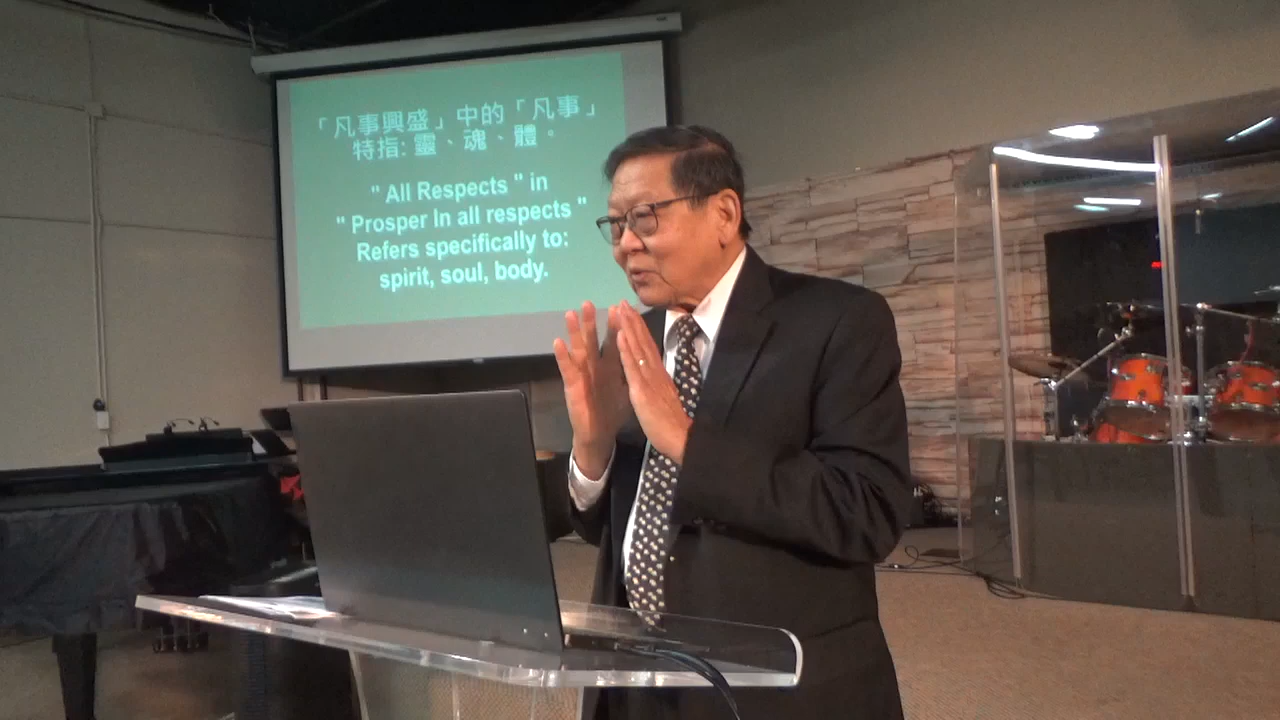 「凡事興盛」中的「凡事」
特指: 靈、魂、體。
" All Respects " in
" Prosper In all respects "
Refers specifically to:
spirit, soul, body.